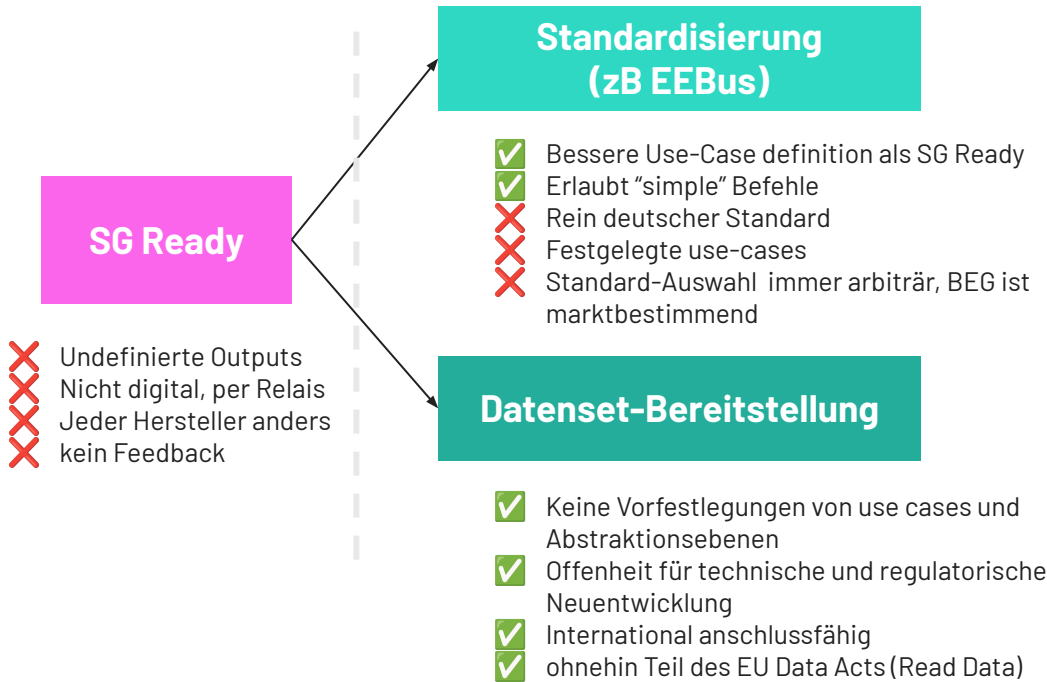 SG Ready
❌ Undefinierte Outputs
❌ Nicht digital, per Relais
❌ Jeder Hersteller anders
❌ kein Feedback
Standardisierung
(zB EEBus)
✅ Bessere Use-Case definition als SG Ready
✅ Erlaubt “simple” Befehle
❌ Rein deutscher Standard
❌ Festgelegte use-cases
❌ Standard-Auswahl immer arbiträr, BEG ist
marktbestimmend
Datenset-Bereitstellung
✅ Keine Vorfestlegungen von use cases und
Abstraktionsebenen
✅ Offenheit für technische und regulatorische
Neuentwicklung
✅ International anschlussfähig
✅ ohnehin Teil des EU Data Acts (Read Data)